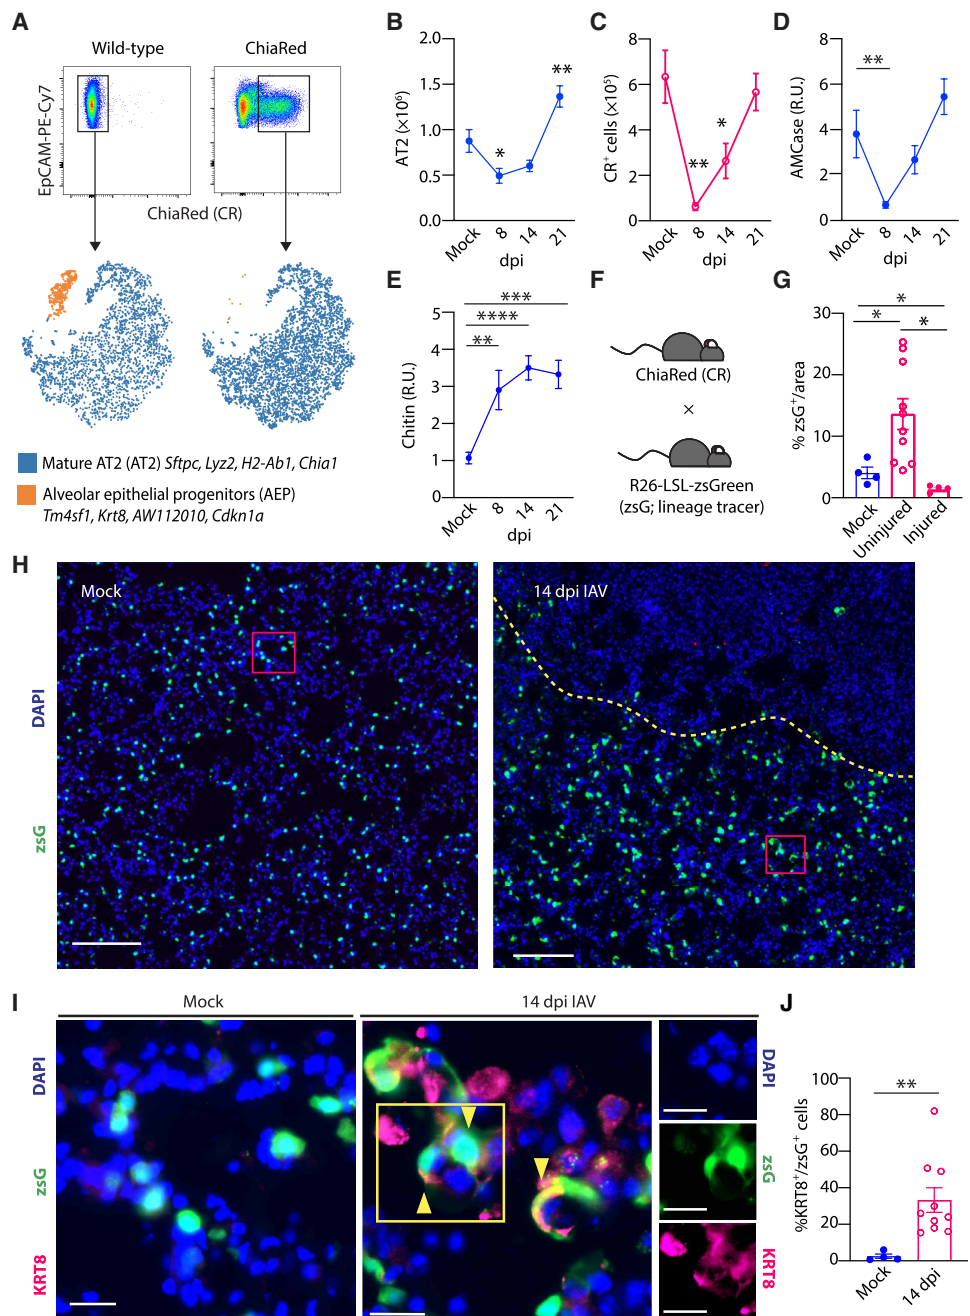 A
Wild-type
ChiaRed
EpCAM-PE-Cy7
ChiaRed (CR)
Mature AT2 (AT2) Sftpc, Lyz2, H2-Ab1, Chia1
Alveolar epithelial progenitors (AEP)
Tm4sf1, Krt8, AW112010, Cdkn1a
B
AT2 (×10⁶)
2.0
1.5
1.0
0.5
0.0
*
**
Mock
8
14
21
dpi
C
CR⁺ cells (×10⁵)
8
6
4
2
0
**
*
Mock
8
14
21
dpi
D
AMCase (R.U.)
8
6
4
2
0
**
Mock
8
14
21
dpi
E
Chitin (R.U.)
5
4
3
2
1
0
***
****
**
Mock
8
14
21
dpi
F
ChiaRed (CR)
×
R26-LSL-zsGreen
(zsG; lineage tracer)
G
% zsG⁺/area
30
20
10
0
*
*
*
Mock
Uninjured
Injured
H
DAPI
zsG
Mock
14 dpi IAV
I
Mock
14 dpi IAV
DAPI
zsG
KRT8
DAPI
zsG
KRT8
J
%KRT8⁺/zsG⁺ cells
100
80
60
40
20
0
**
Mock
14 dpi